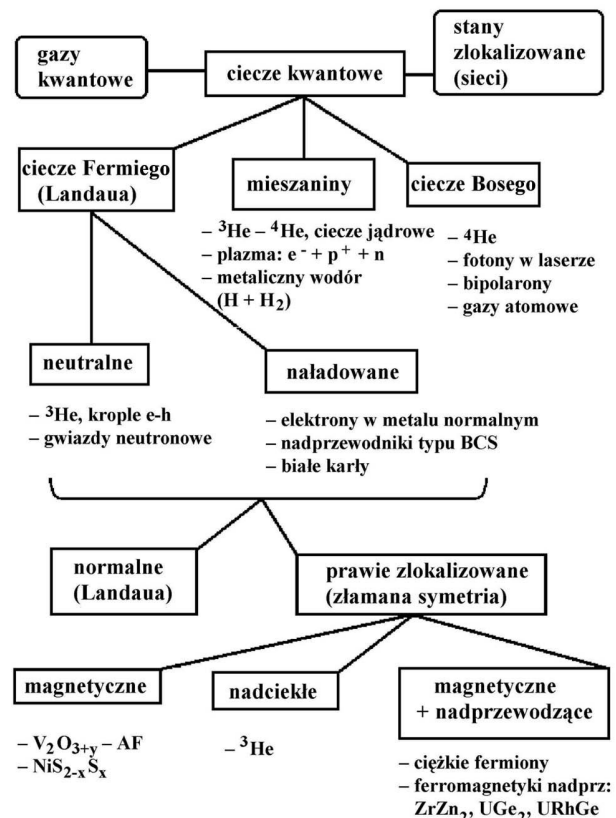 gazy
kwantowe
ciecze kwantowe
stany
zlokalizowane
(sieci)
ciecze Fermiego
(Landaua)
mieszaniny
ciecze Bosego
– ³He – ⁴He, ciecze jądrowe
– plazma: e⁻ + p⁺ + n
– metaliczny wodór
(H + H₂)
– ⁴He
– fotony w laserze
– bipolarony
– gazy atomowe
neutralne
naładowane
– ³He, krople e-h
– gwiazdy neutronowe
– elektrony w metalu normalnym
– nadprzewodniki typu BCS
– białe karły
normalne
(Landaua)
prawie zlokalizowane
(złamana symetria)
magnetyczne
nadciekłe
magnetyczne
+ nadprzewodzące
– V₂O₃₊y – AF
– NiS₂₋ₓSₓ
– ³He
– ciężkie fermiony
– ferromagnetyki nadprz:
ZrZn₂, UGe₂, URhGe